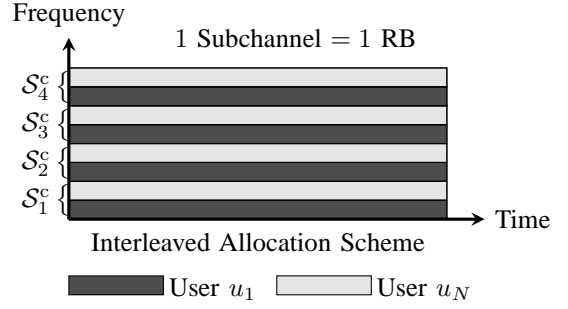 Frequency
1 Subchannel = 1 RB
𝒮₄ᶜ
𝒮₃ᶜ
𝒮₂ᶜ
𝒮₁ᶜ
Time
Interleaved Allocation Scheme
User u₁ User u_N